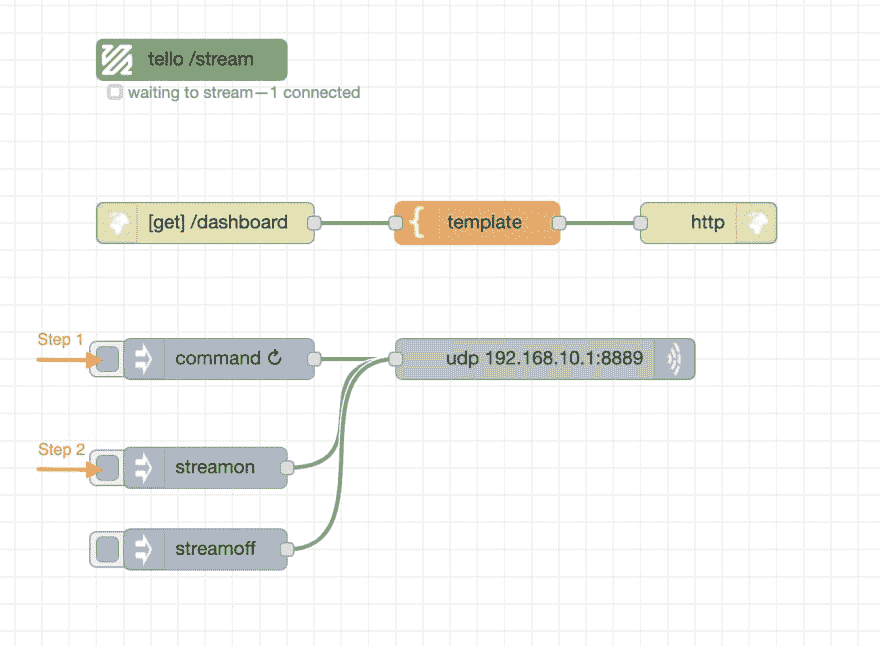 tello /stream
waiting to stream—1 connected
[get] /dashboard
template
http
Step 1
command ↻
udp 192.168.10.1:8889
Step 2
streamon
streamoff